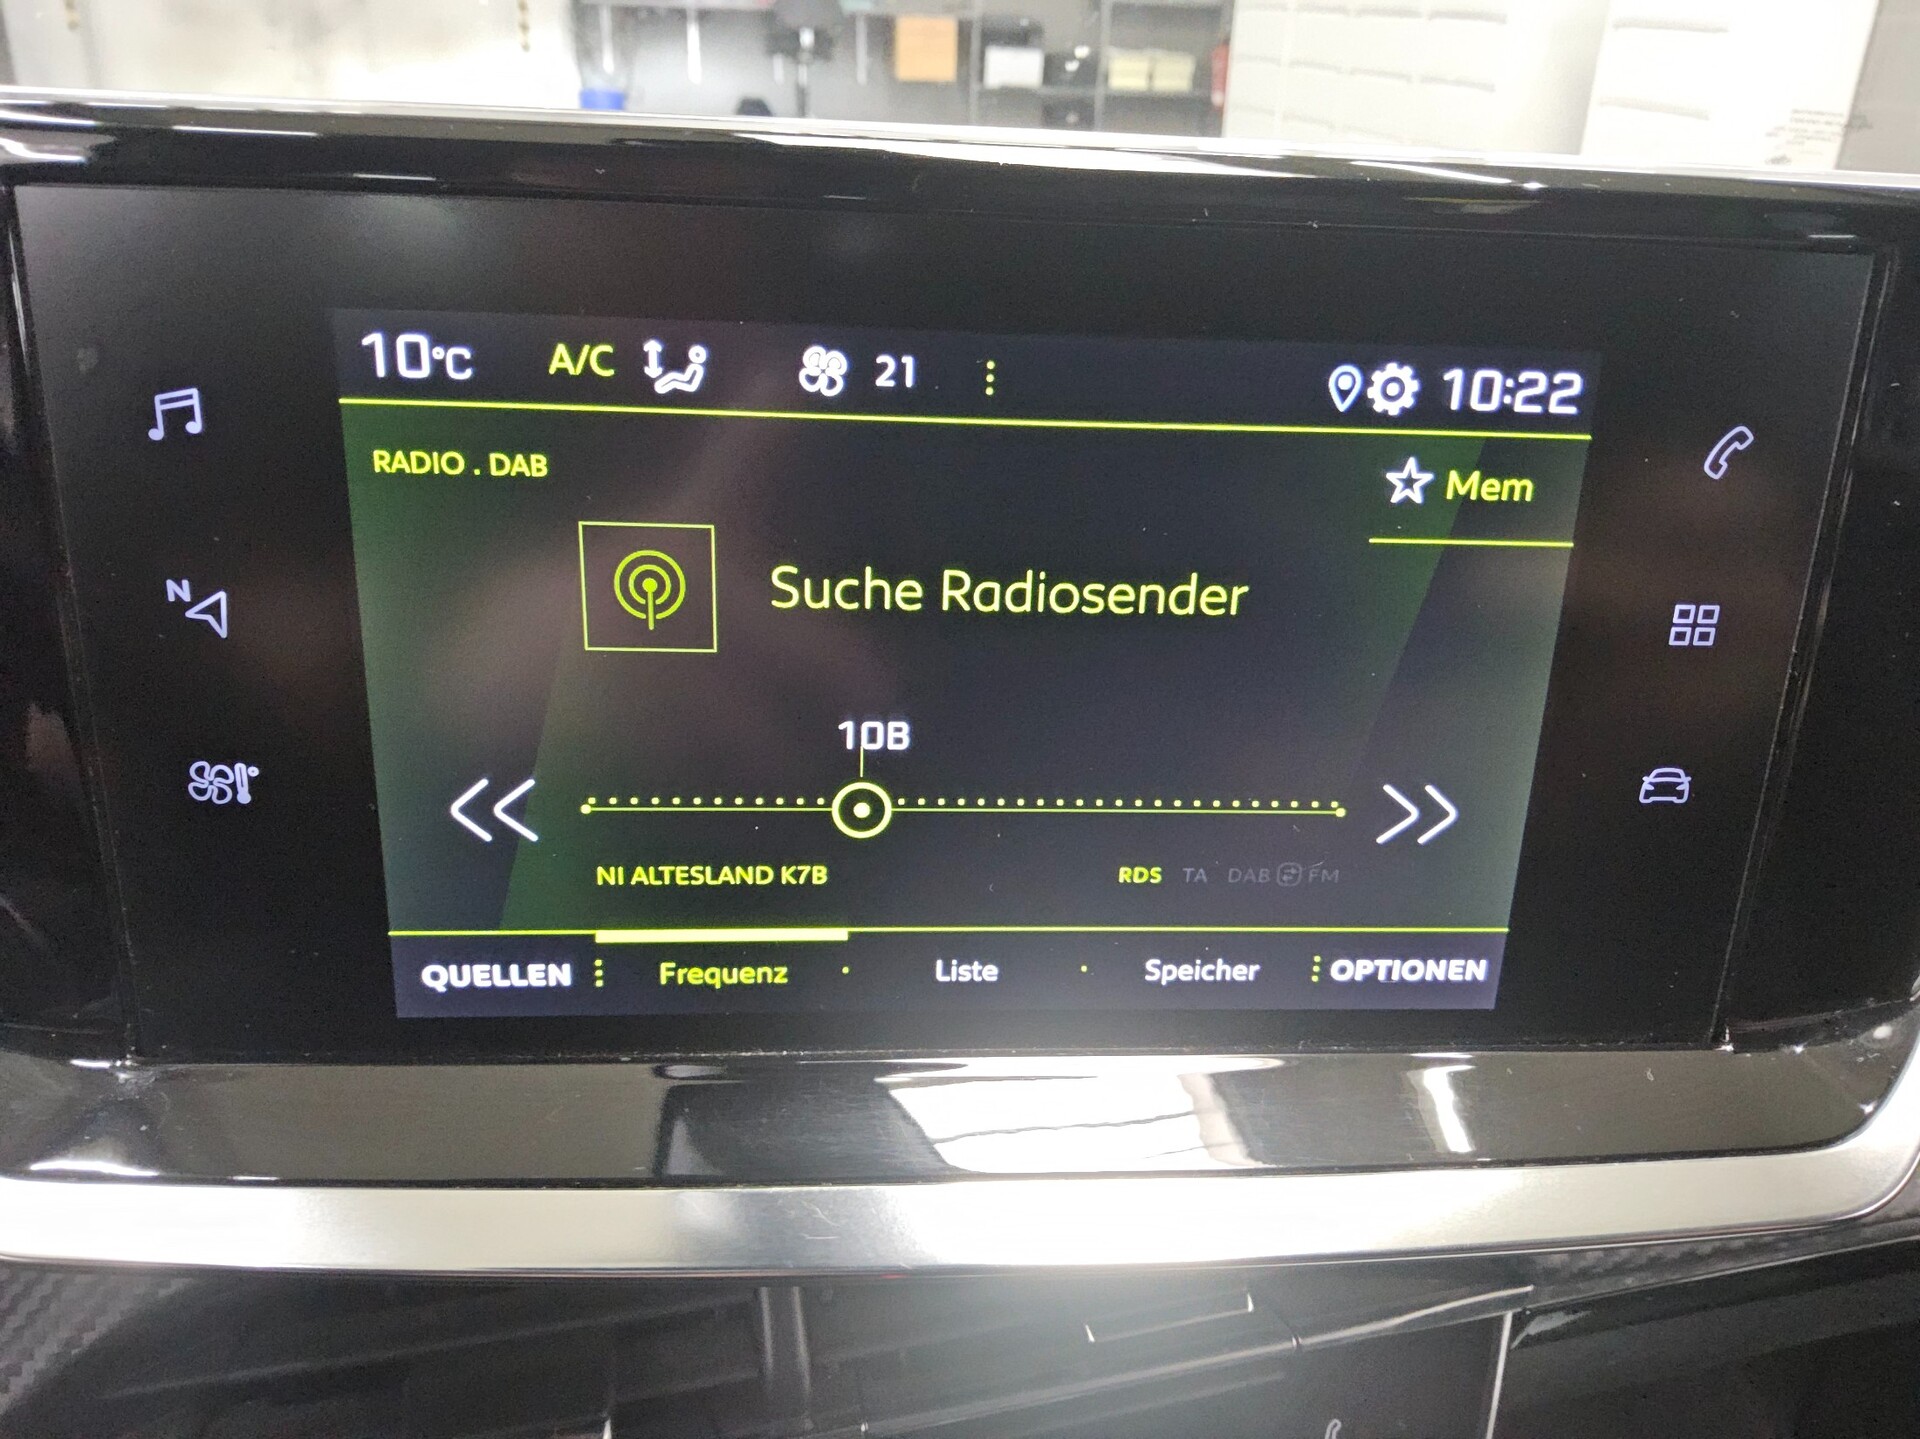 10°C A/C 21 10:22
RADIO . DAB
Mem
N
Suche Radiosender
10B
NI ALTESLAND K7B RDS TA DAB FM
QUELLEN Frequenz Liste Speicher OPTIONEN